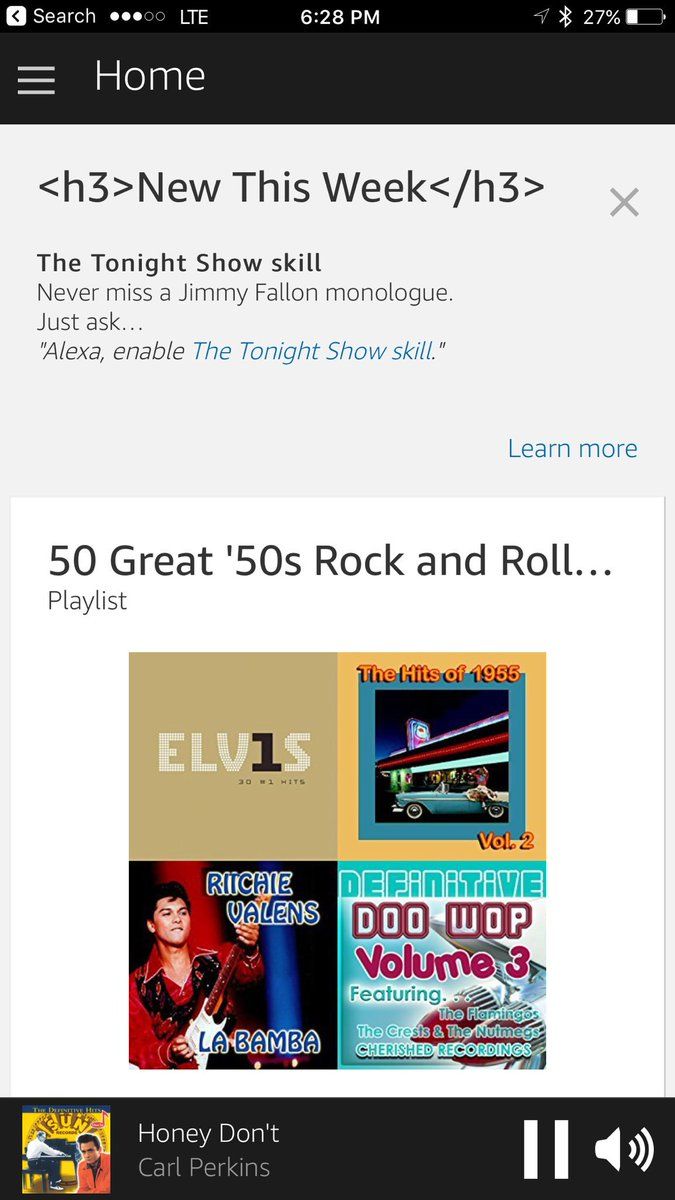 Search LTE 6:28 PM 27%
Home
<h3>New This Week</h3>
The Tonight Show skill
Never miss a Jimmy Fallon monologue.
Just ask…
"Alexa, enable The Tonight Show skill."
Learn more
50 Great '50s Rock and Roll…
Playlist
ELV1S
30 #1 HITS
The Hits of 1955
Vol. 2
RITCHIE
VALENS
LA BAMBA
DEFINITIVE
DOO WOP
Volume 3
Featuring. . .
The Flamingos
The Crests & The Nutmegs
CHERISHED RECORDINGS
THE DEFINITIVE HITS
SUN
RECORDS
Honey Don't
Carl Perkins